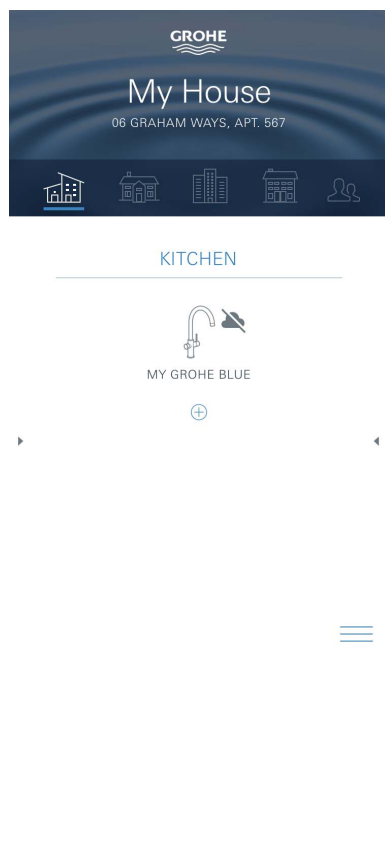 GROHE
My House
06 GRAHAM WAYS, APT. 567
KITCHEN
MY GROHE BLUE